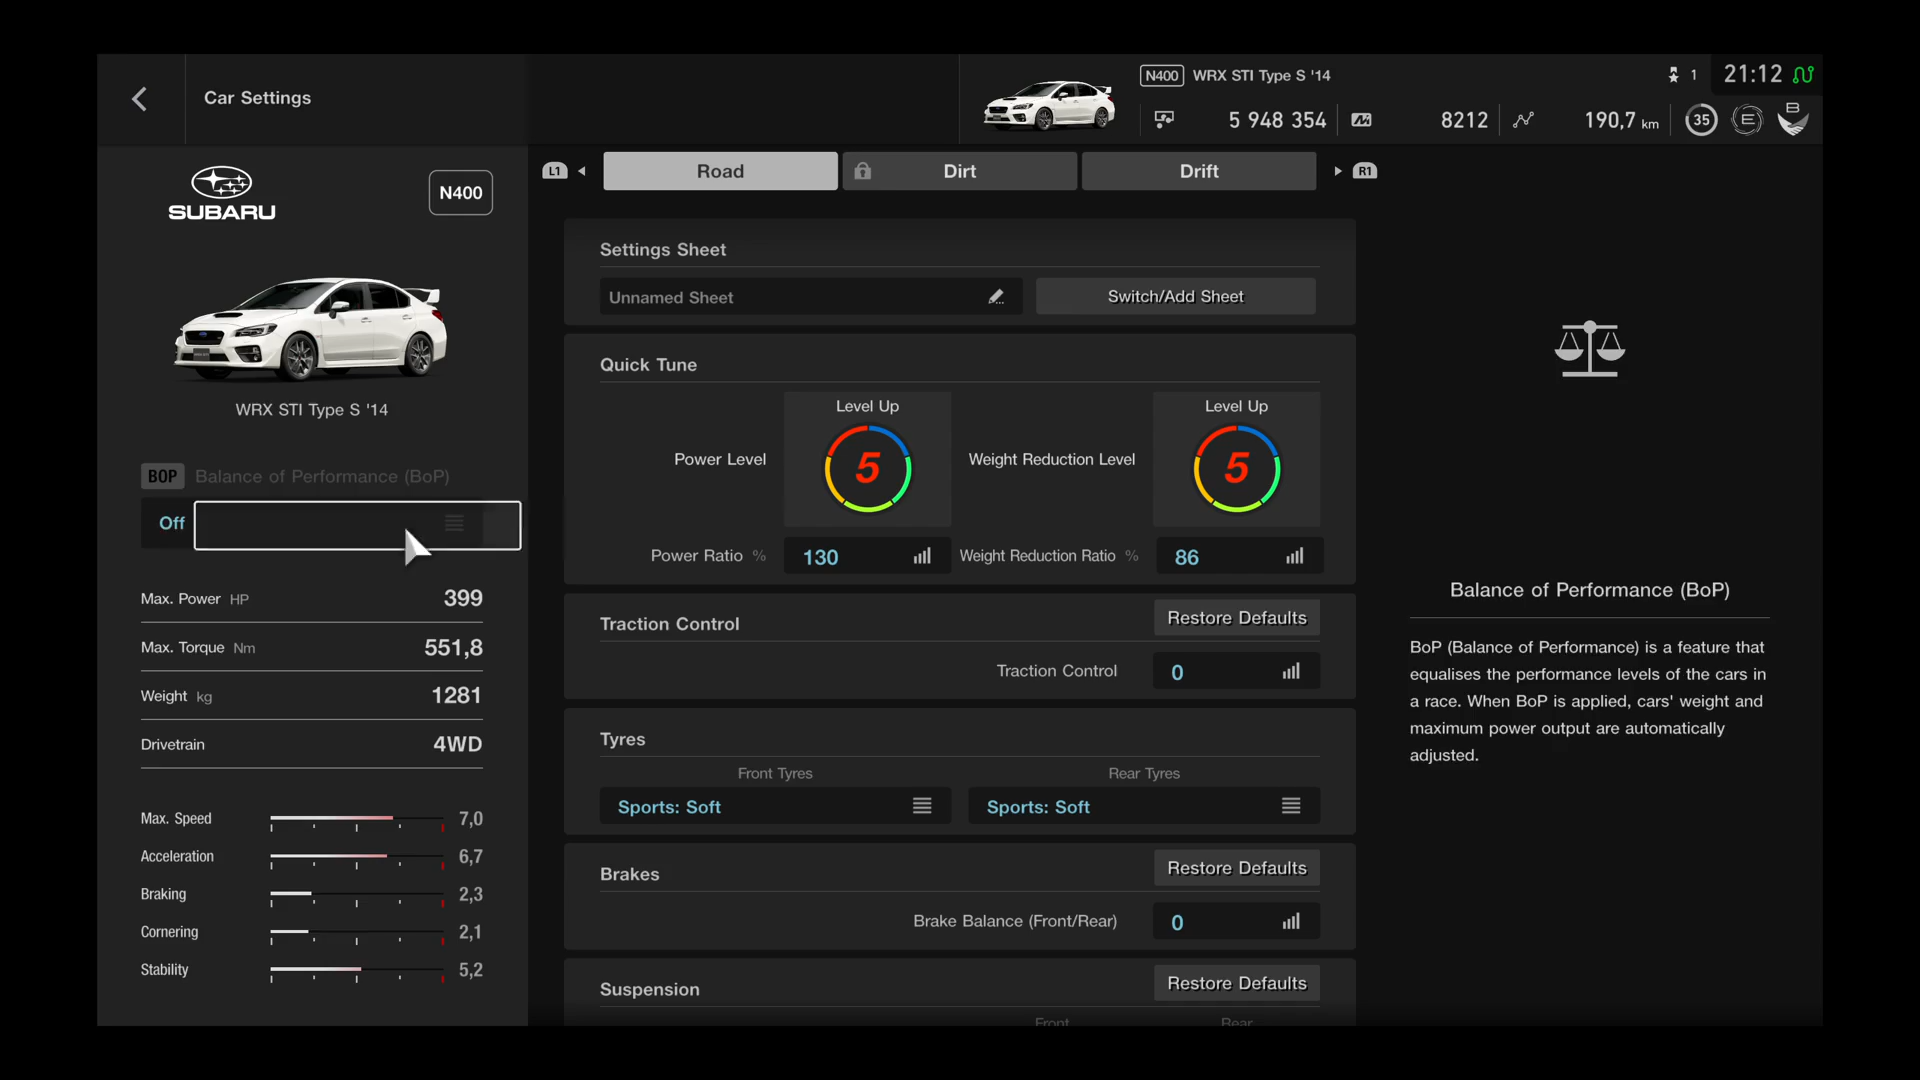 Car Settings
N400 WRX STI Type S '14
1
21:12
5 948 354
8212
190,7 km
35
E
B
L1
Road
Dirt
Drift
R1
SUBARU
N400
WRX STI Type S '14
BOP Balance of Performance (BoP)
Off
Max. Power HP 399
Max. Torque Nm 551,8
Weight kg 1281
Drivetrain 4WD
Max. Speed 7,0
Acceleration 6,7
Braking 2,3
Cornering 2,1
Stability 5,2
Settings Sheet
Unnamed Sheet
Switch/Add Sheet
Quick Tune
Level Up
Level Up
Power Level 5
Weight Reduction Level 5
Power Ratio % 130
Weight Reduction Ratio % 86
Traction Control
Restore Defaults
Traction Control 0
Tyres
Front Tyres
Rear Tyres
Sports: Soft
Sports: Soft
Brakes
Restore Defaults
Brake Balance (Front/Rear) 0
Suspension
Restore Defaults
Front
Rear
Balance of Performance (BoP)
BoP (Balance of Performance) is a feature that
equalises the performance levels of the cars in
a race. When BoP is applied, cars' weight and
maximum power output are automatically
adjusted.